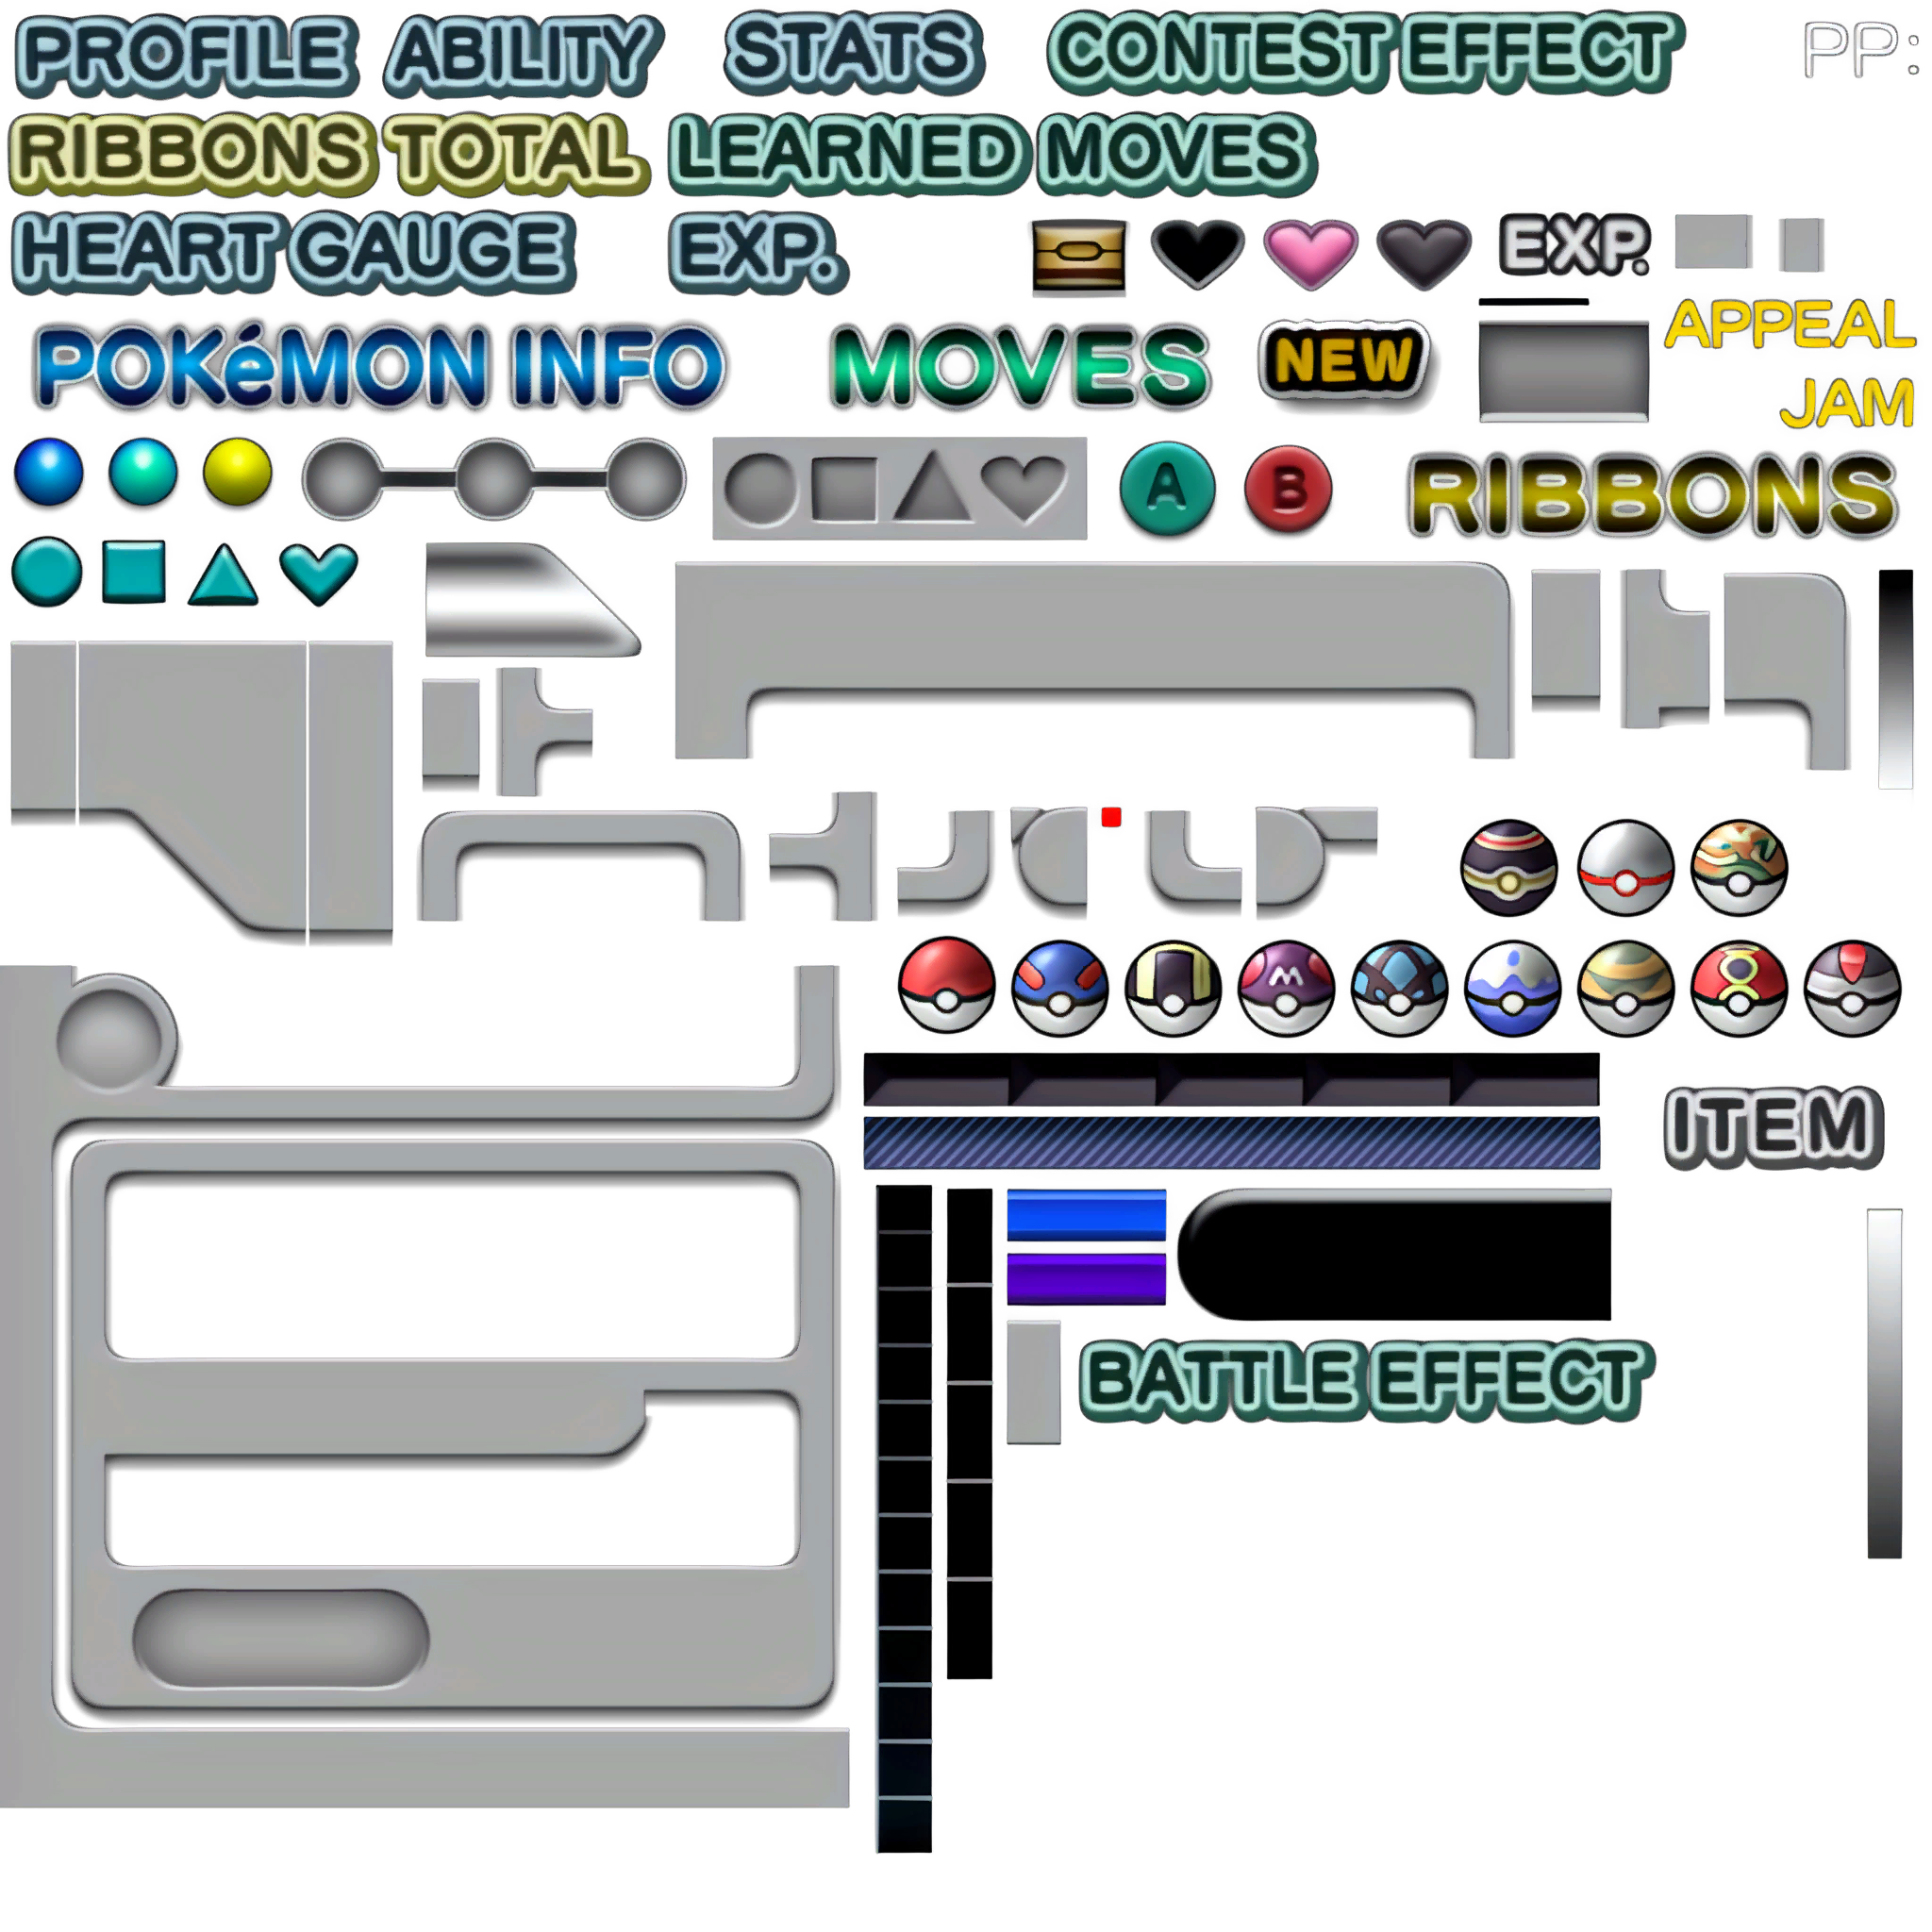 PROFILE ABILITY STATS CONTEST EFFECT PP:
RIBBONS TOTAL LEARNED MOVES
HEART GAUGE EXP. EXP.
POKéMON INFO MOVES NEW APPEAL
JAM
A B RIBBONS
M
ITEM
BATTLE EFFECT